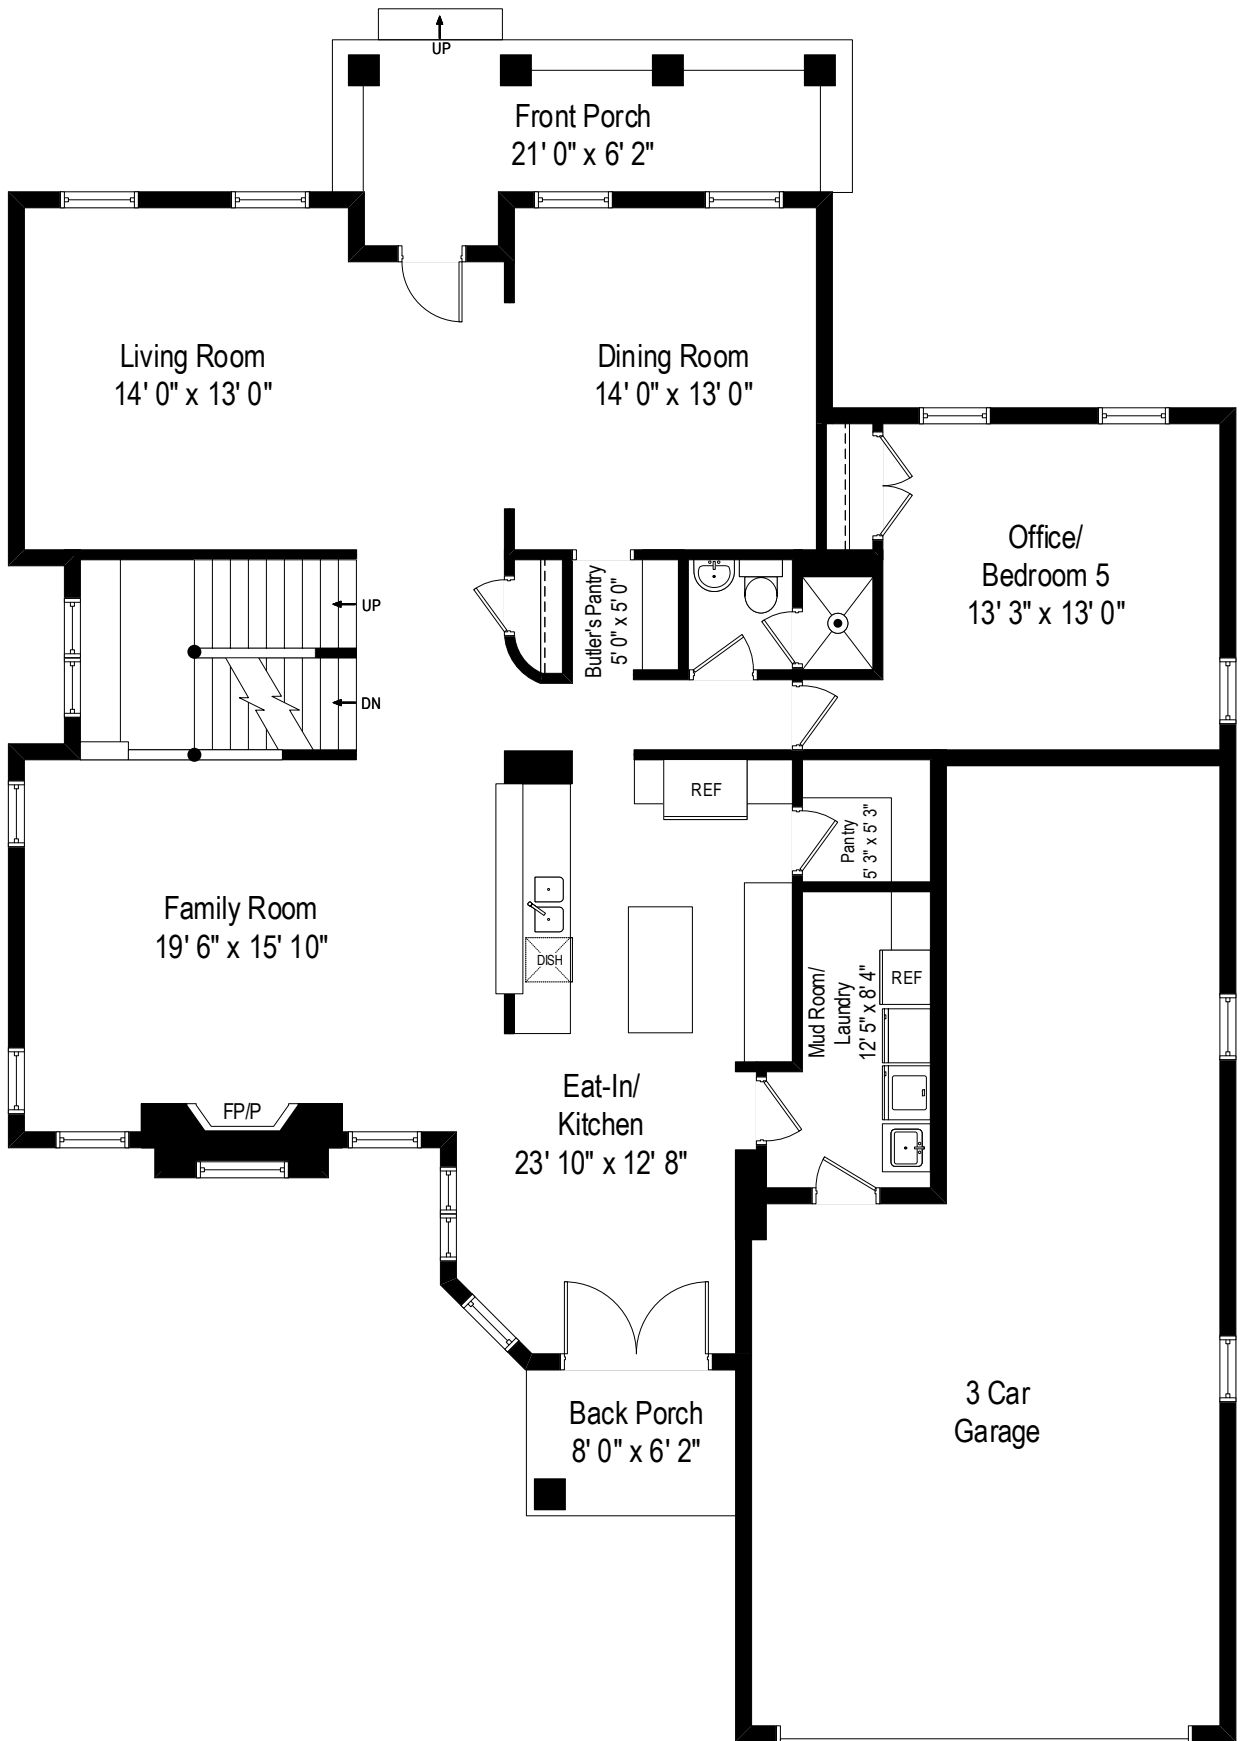 UP
Front Porch
21' 0" x 6' 2"
Living Room
14' 0" x 13' 0"
Dining Room
14' 0" x 13' 0"
Office/
Bedroom 5
13' 3" x 13' 0"
UP
DN
Butler's Pantry
5' 0" x 5' 0"
REF
Pantry
5' 3" x 5' 3"
Family Room
19' 6" x 15' 10"
DISH
Mud Room/
Laundry
12' 5" x 8' 4"
REF
FP/P
Eat-In/
Kitchen
23' 10" x 12' 8"
Back Porch
8' 0" x 6' 2"
3 Car
Garage